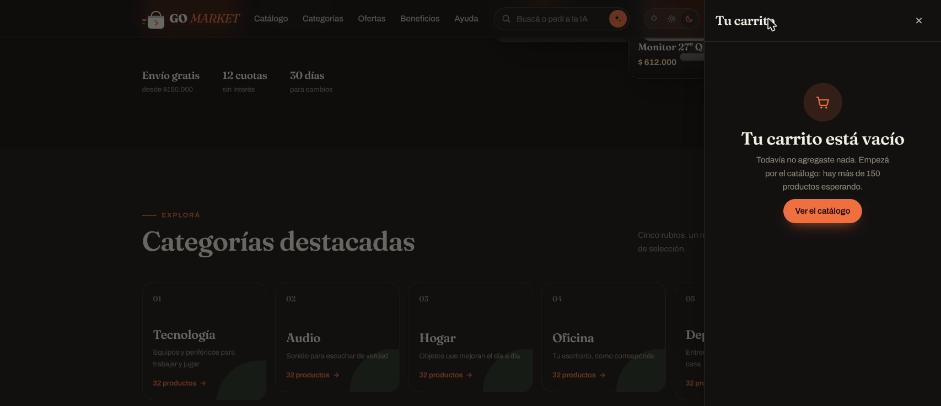 GO MARKET
Catálogo
Categorías
Ofertas
Beneficios
Ayuda
Buscá o pedí a la IA
Monitor 27" Q
$ 612.000
Envío gratis
desde $150.000
12 cuotas
sin interés
30 días
para cambios
EXPLORÁ
Categorías destacadas
Cinco rubros, un
de selección.
01
Tecnología
Equipos y periféricos para
trabajar y jugar
32 productos →
02
Audio
Sonido para escuchar de verdad
32 productos →
03
Hogar
Objetos que mejoran el día a día
32 productos →
04
Oficina
Tu escritorio, como corresponde
32 productos →
05
Dep
casa
32 pr
Tu carrito
Tu carrito está vacío
Todavía no agregaste nada. Empezá
por el catálogo: hay más de 150
productos esperando.
Ver el catálogo